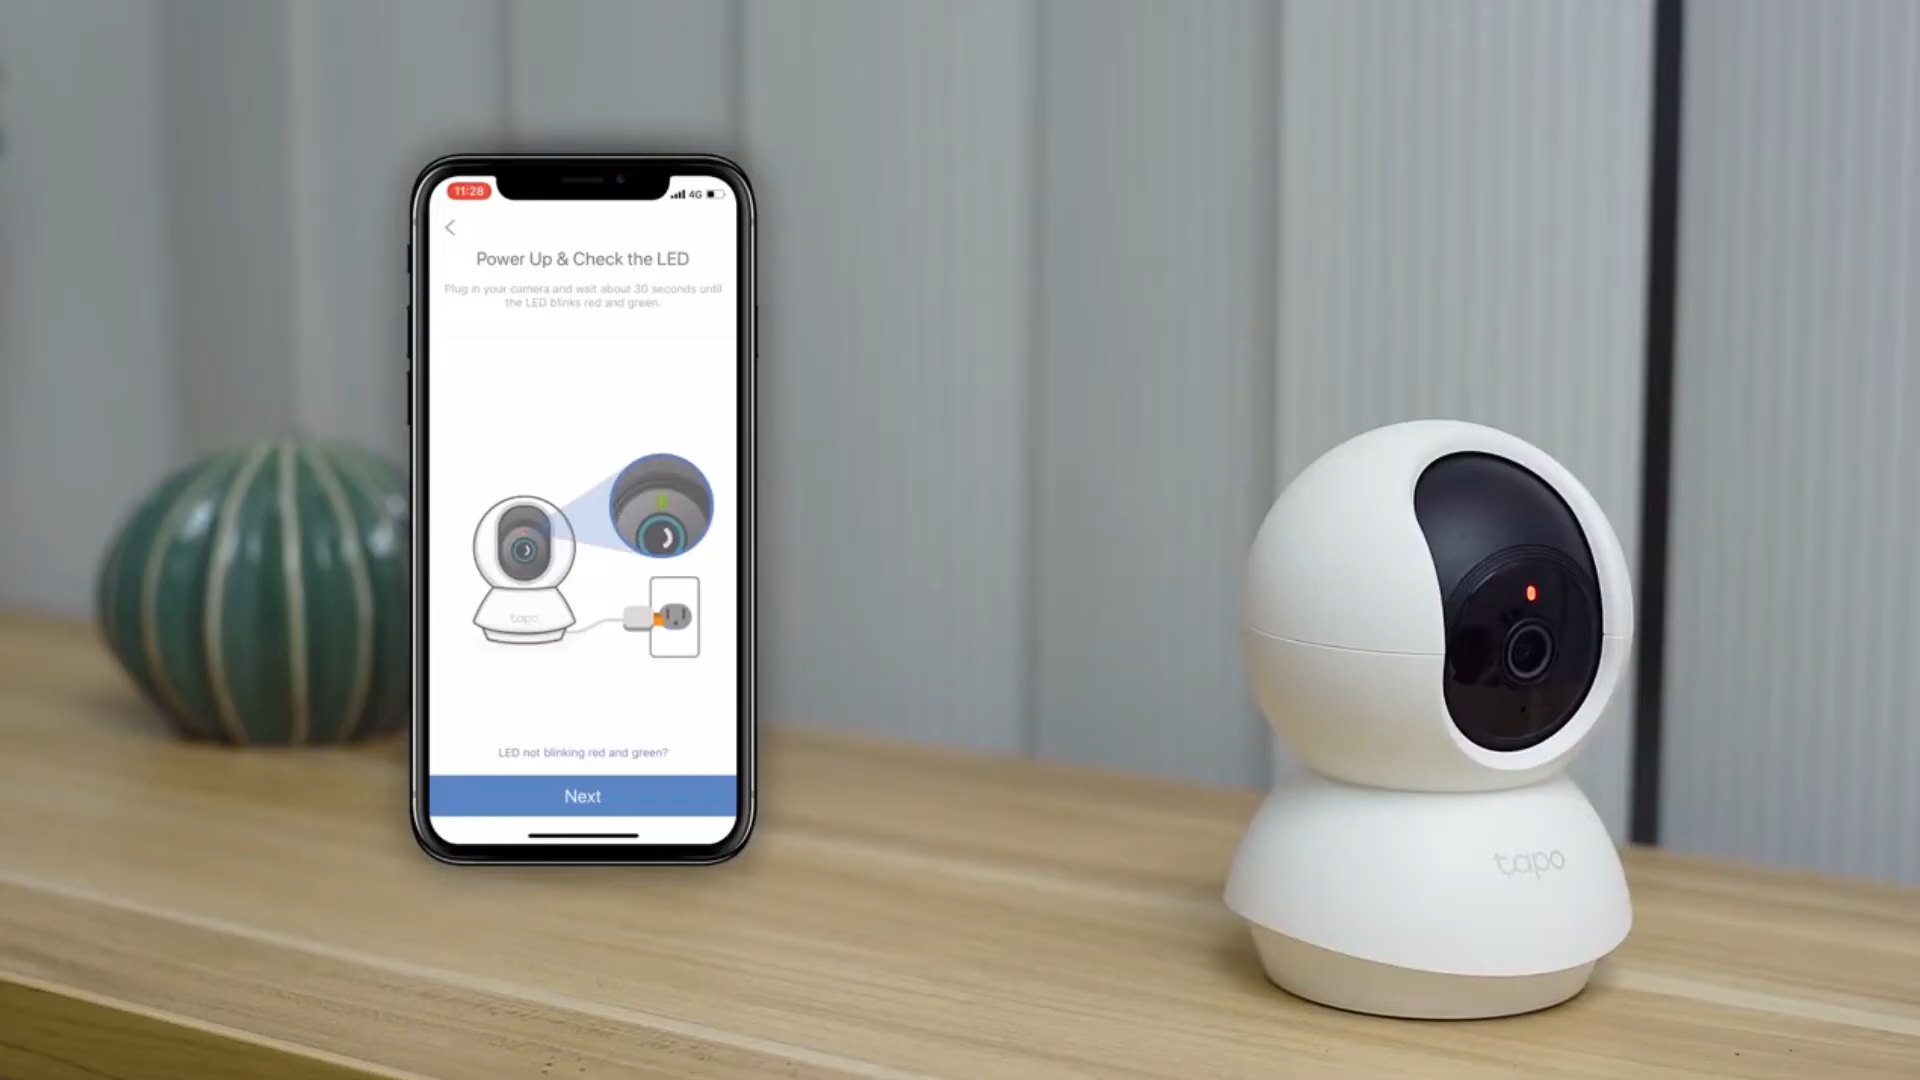 11:28
4G
Power Up & Check the LED
Plug in your camera and wait about 30 seconds until
the LED blinks red and green.
tapo
LED not blinking red and green?
Next
tapo